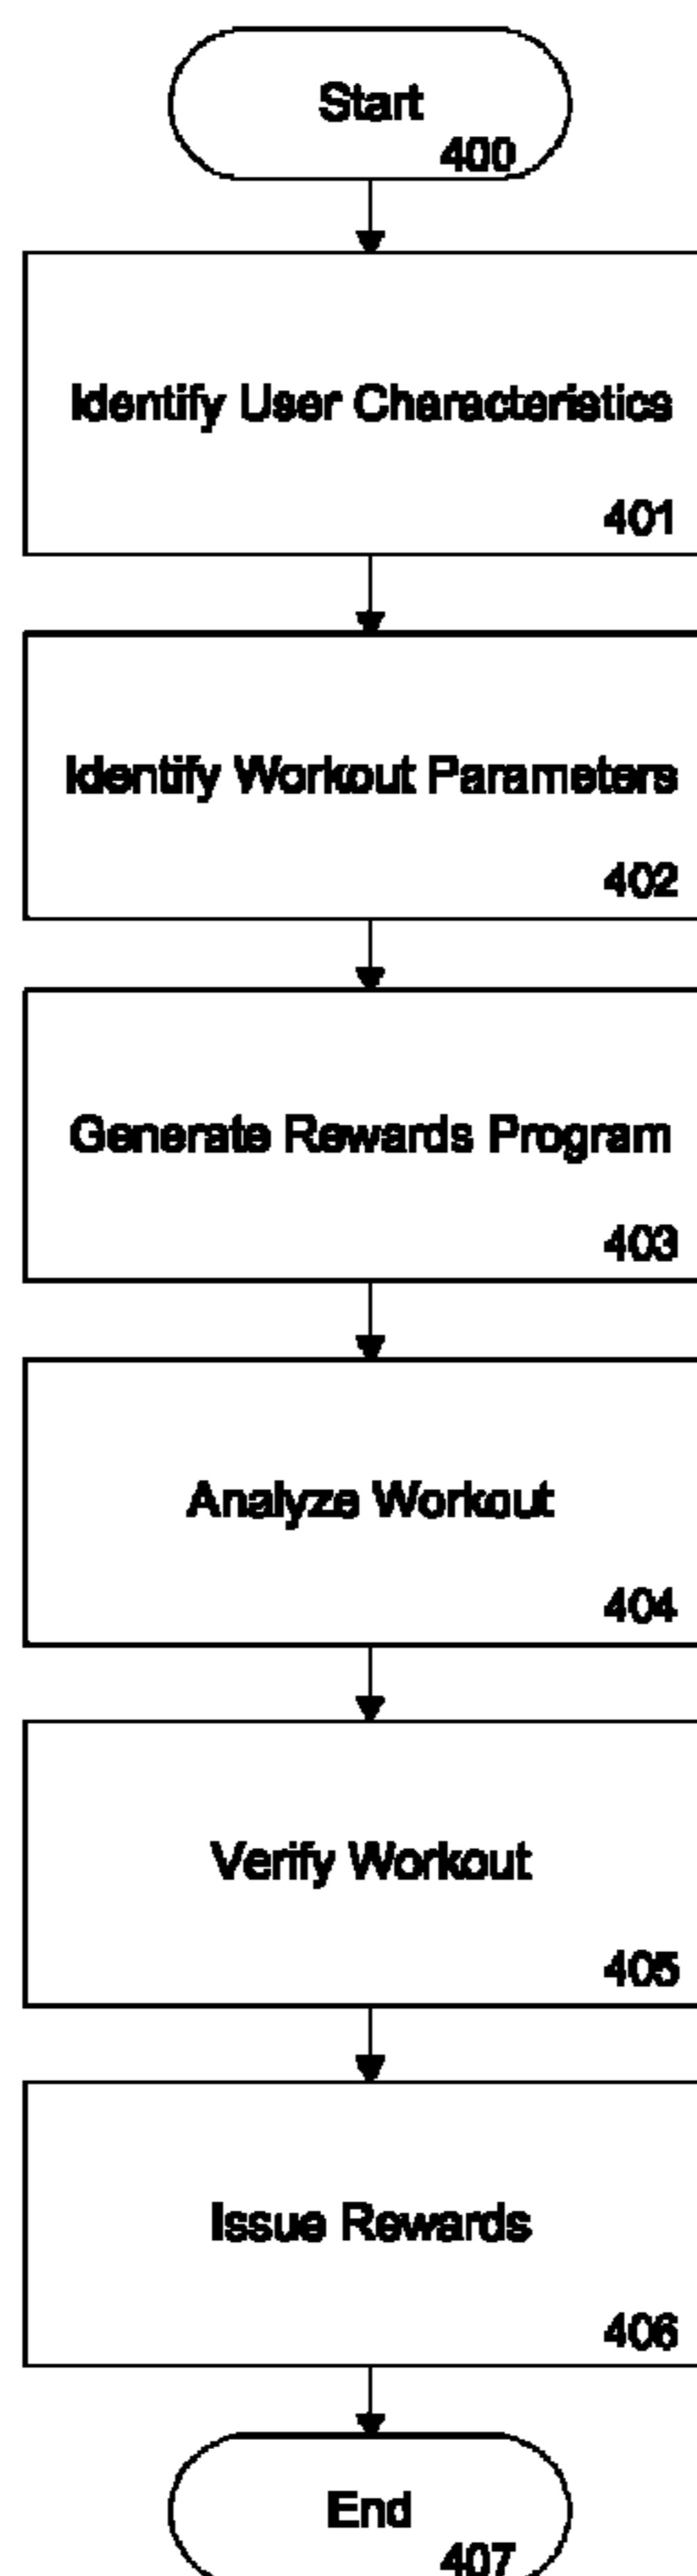 Start
400
Identify User Characteristics
401
Identify Workout Parameters
402
Generate Rewards Program
403
Analyze Workout
404
Verify Workout
405
Issue Rewards
406
End
407